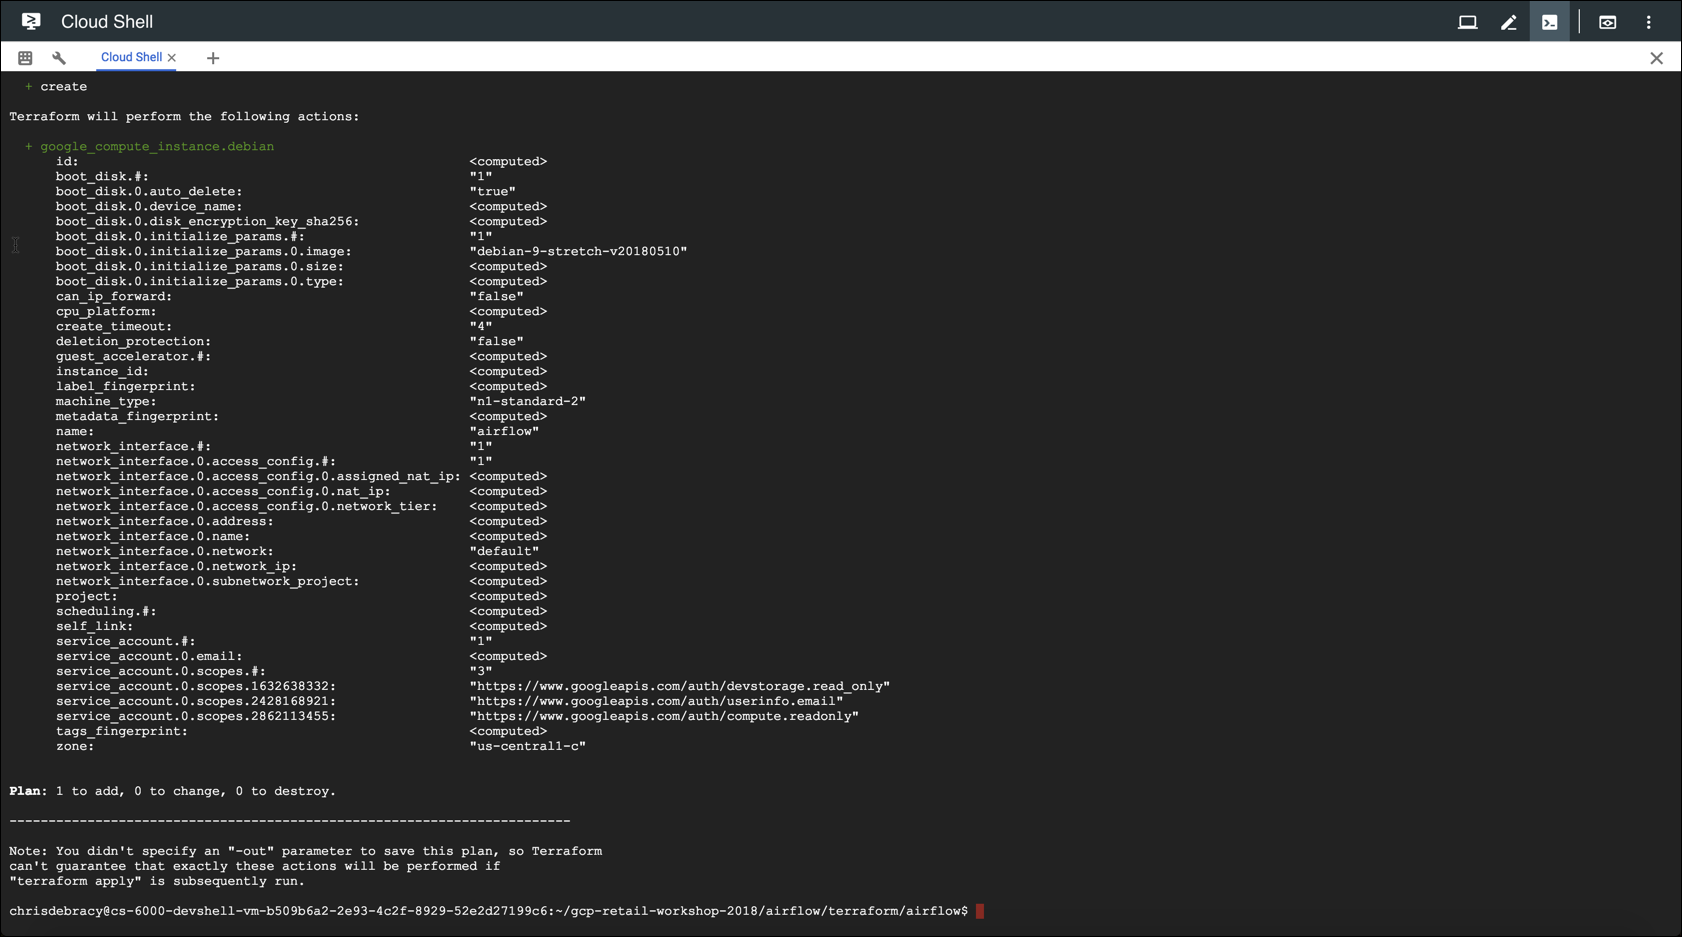 Cloud Shell
Cloud Shell
+ create
Terraform will perform the following actions:
+ google_compute_instance.debian
id: <computed>
boot_disk.#: "1"
boot_disk.0.auto_delete: "true"
boot_disk.0.device_name: <computed>
boot_disk.0.disk_encryption_key_sha256: <computed>
boot_disk.0.initialize_params.#: "1"
boot_disk.0.initialize_params.0.image: "debian-9-stretch-v20180510"
boot_disk.0.initialize_params.0.size: <computed>
boot_disk.0.initialize_params.0.type: <computed>
can_ip_forward: "false"
cpu_platform: <computed>
create_timeout: "4"
deletion_protection: "false"
guest_accelerator.#: <computed>
instance_id: <computed>
label_fingerprint: <computed>
machine_type: "n1-standard-2"
metadata_fingerprint: <computed>
name: "airflow"
network_interface.#: "1"
network_interface.0.access_config.#: "1"
network_interface.0.access_config.0.assigned_nat_ip: <computed>
network_interface.0.access_config.0.nat_ip: <computed>
network_interface.0.access_config.0.network_tier: <computed>
network_interface.0.address: <computed>
network_interface.0.name: <computed>
network_interface.0.network: "default"
network_interface.0.network_ip: <computed>
network_interface.0.subnetwork_project: <computed>
project: <computed>
scheduling.#: <computed>
self_link: <computed>
service_account.#: "1"
service_account.0.email: <computed>
service_account.0.scopes.#: "3"
service_account.0.scopes.1632638332: "https://www.googleapis.com/auth/devstorage.read_only"
service_account.0.scopes.2428168921: "https://www.googleapis.com/auth/userinfo.email"
service_account.0.scopes.2862113455: "https://www.googleapis.com/auth/compute.readonly"
tags_fingerprint: <computed>
zone: "us-central1-c"
Plan: 1 to add, 0 to change, 0 to destroy.
------------------------------------------------------------------------
Note: You didn't specify an "-out" parameter to save this plan, so Terraform
can't guarantee that exactly these actions will be performed if
"terraform apply" is subsequently run.
chrisdebracy@cs-6000-devshell-vm-b509b6a2-2e93-4c2f-8929-52e2d27199c6:~/gcp-retail-workshop-2018/airflow/terraform/airflow$